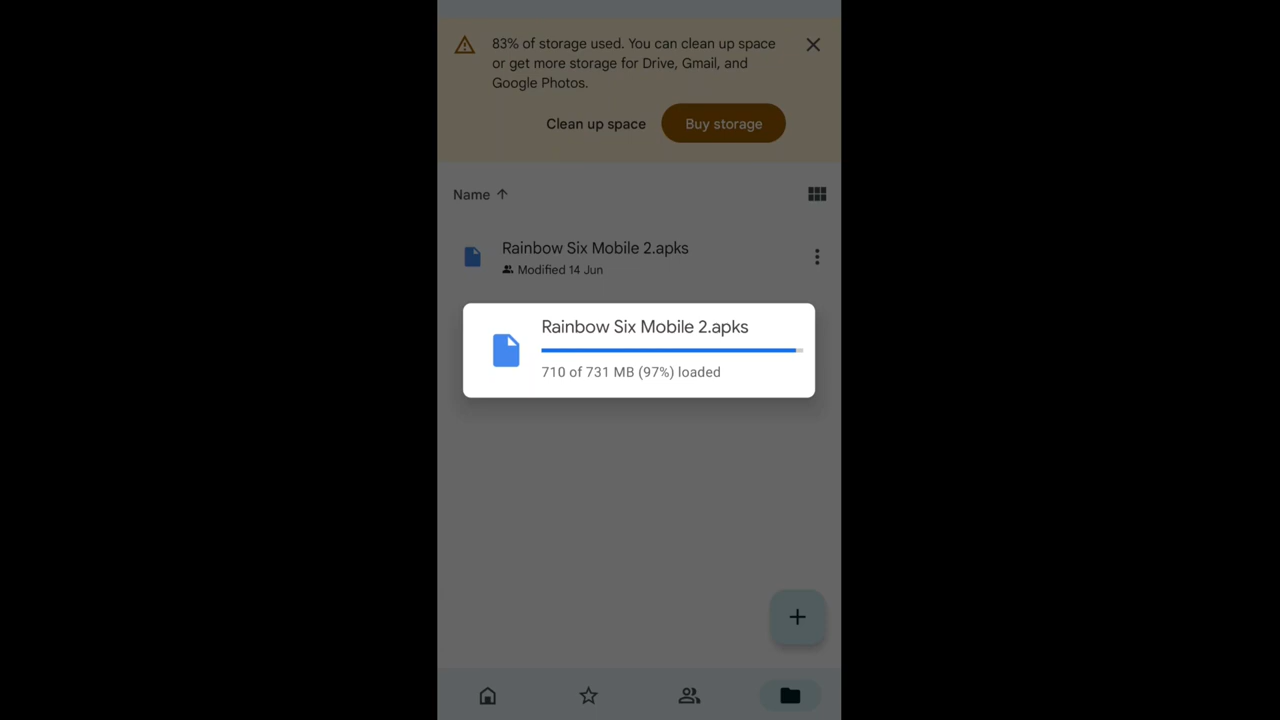 83% of storage used. You can clean up space
or get more storage for Drive, Gmail, and
Google Photos.
Clean up space
Buy storage
Name
Rainbow Six Mobile 2.apks
Modified 14 Jun
Rainbow Six Mobile 2.apks
710 of 731 MB (97%) loaded